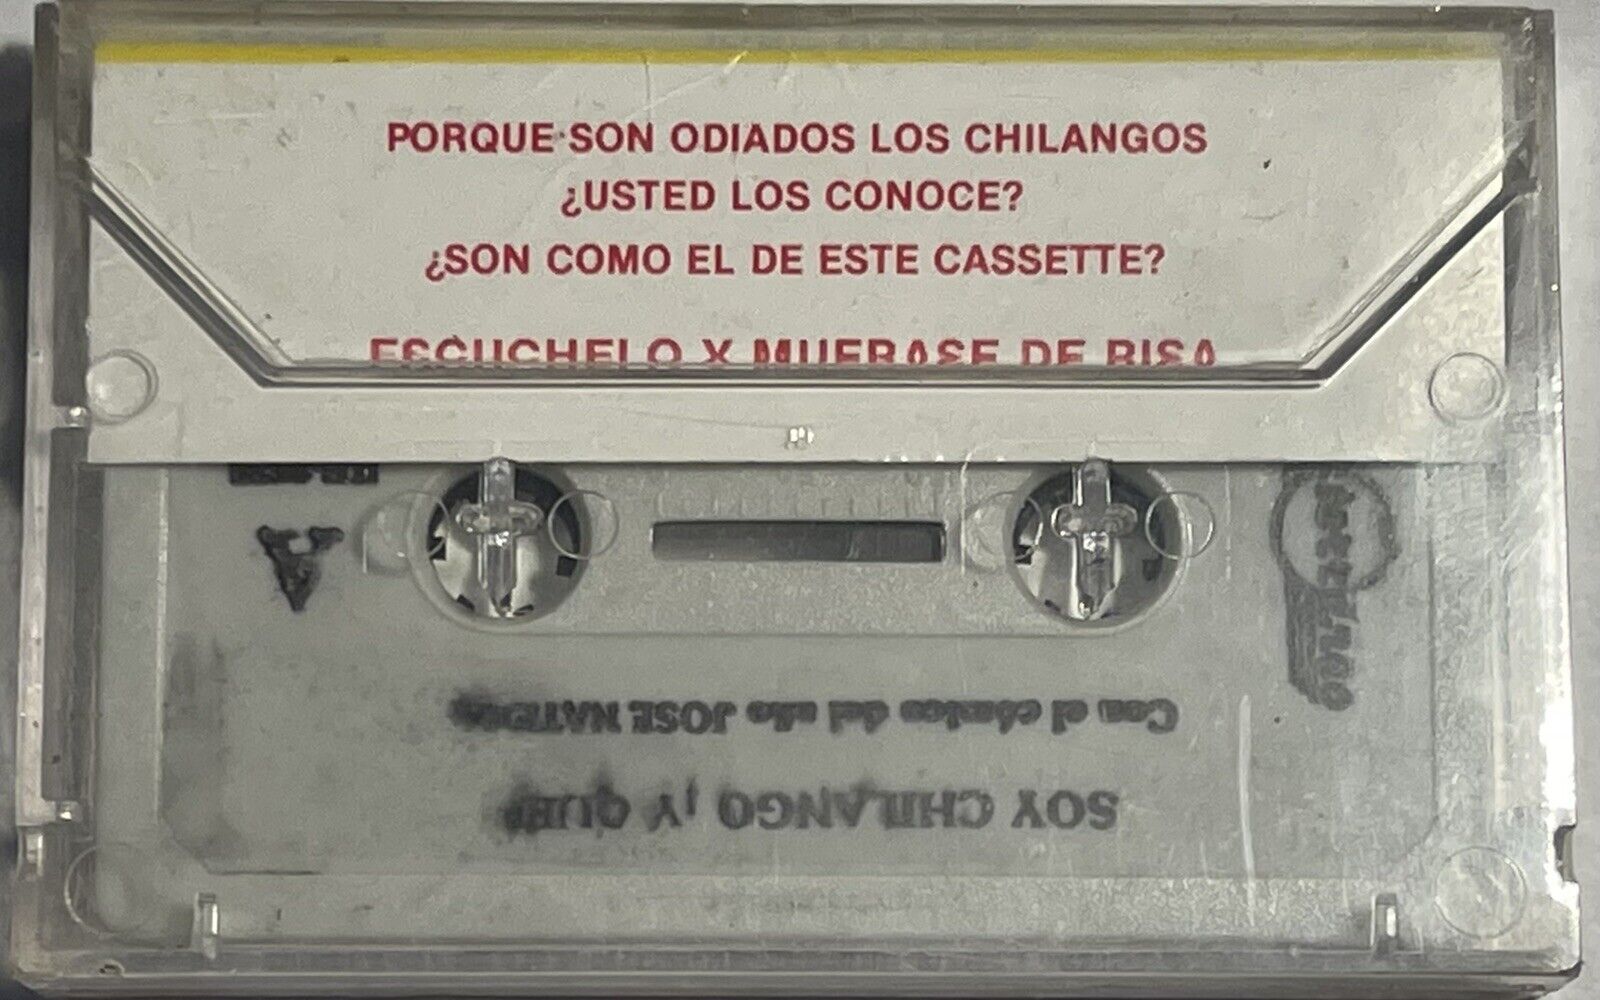 PORQUE SON ODIADOS LOS CHILANGOS
¿USTED LOS CONOCE?
¿SON COMO EL DE ESTE CASSETTE?
ESCUCHELO Y MUERASE DE RISA
A
Con el cómico del año JOSE NATERA
SOY CHILANGO ¡Y QUE!